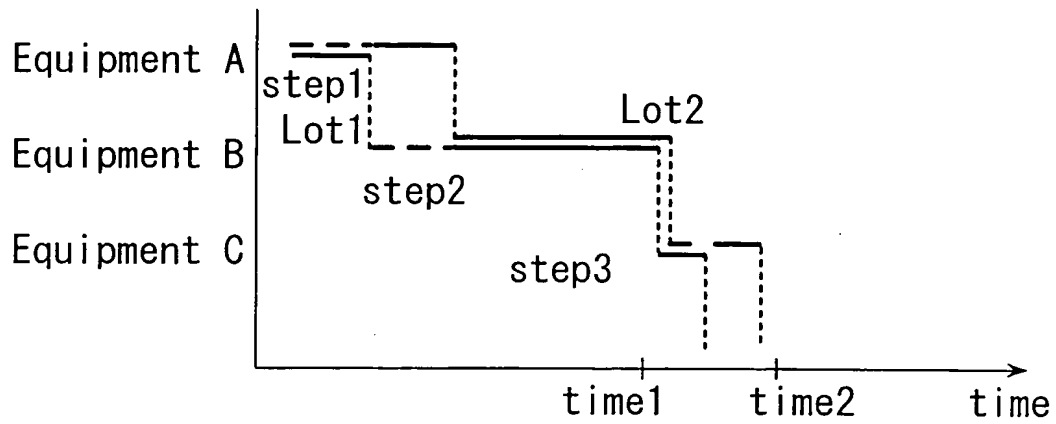 Equipment A
step1
Lot1
Lot2
Equipment B
step2
Equipment C
step3
time1
time2
time